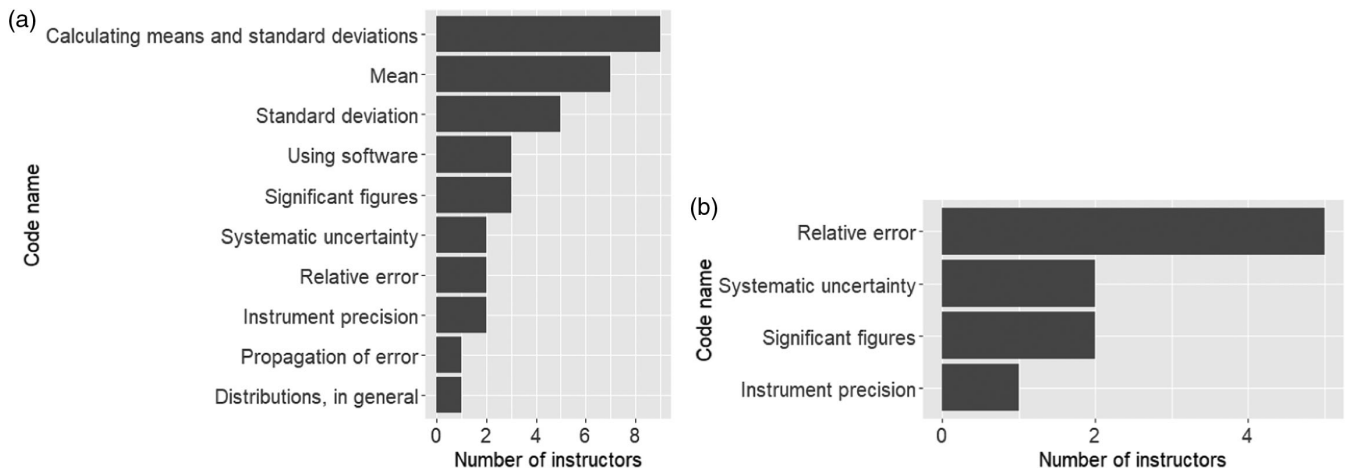 (a)
Code name
Calculating means and standard deviations
Mean
Standard deviation
Using software
Significant figures
Systematic uncertainty
Relative error
Instrument precision
Propagation of error
Distributions, in general
0 2 4 6 8
Number of instructors
(b)
Code name
Relative error
Systematic uncertainty
Significant figures
Instrument precision
0 2 4
Number of instructors